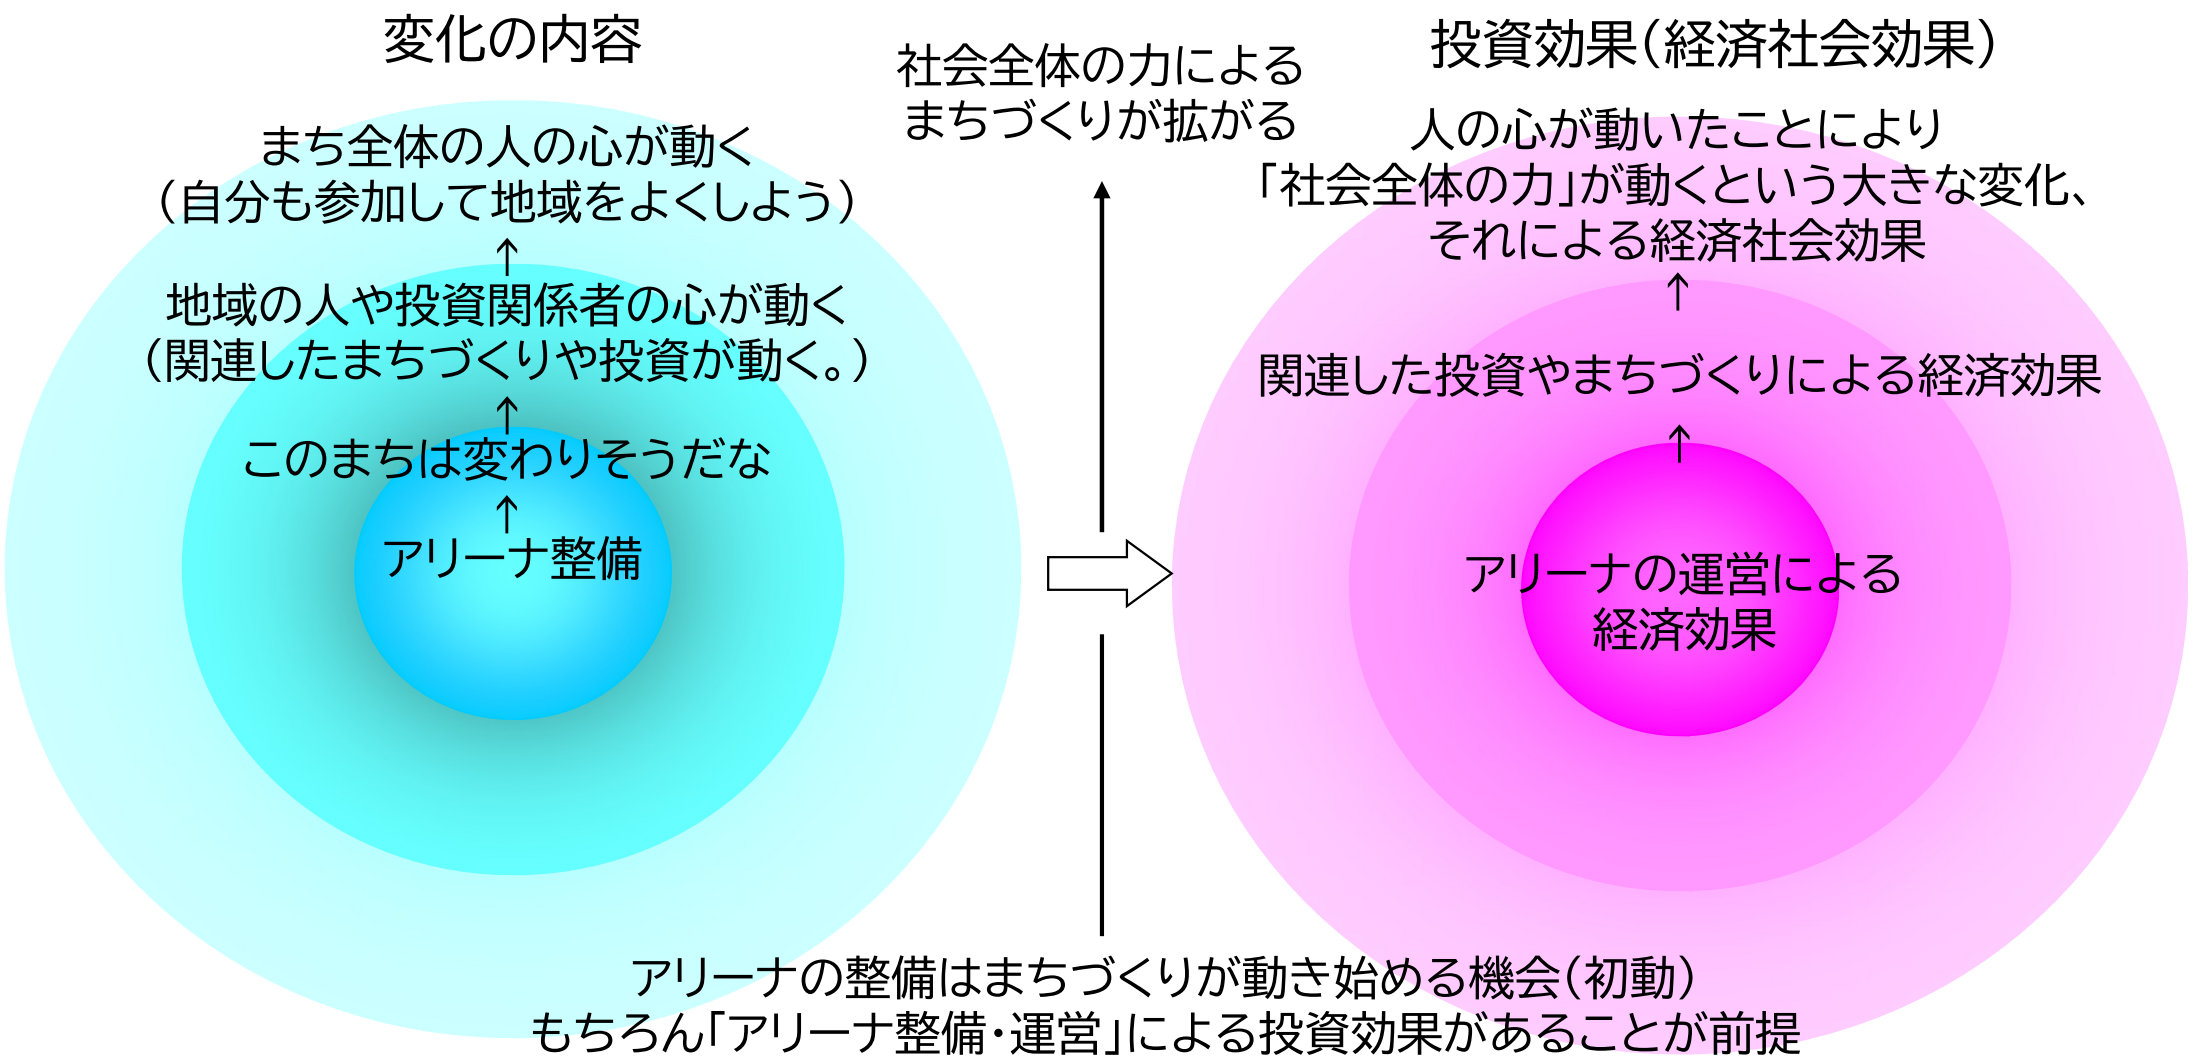 変化の内容
まち全体の人の心が動く
（自分も参加して地域をよくしよう）
↑
地域の人や投資関係者の心が動く
（関連したまちづくりや投資が動く。）
↑
このまちは変わりそうだな
↑
アリーナ整備
社会全体の力による
まちづくりが拡がる
投資効果（経済社会効果）
人の心が動いたことにより
「社会全体の力」が動くという大きな変化、
それによる経済社会効果
↑
関連した投資やまちづくりによる経済効果
↑
アリーナの運営による
経済効果
アリーナの整備はまちづくりが動き始める機会（初動）
もちろん「アリーナ整備・運営」による投資効果があることが前提